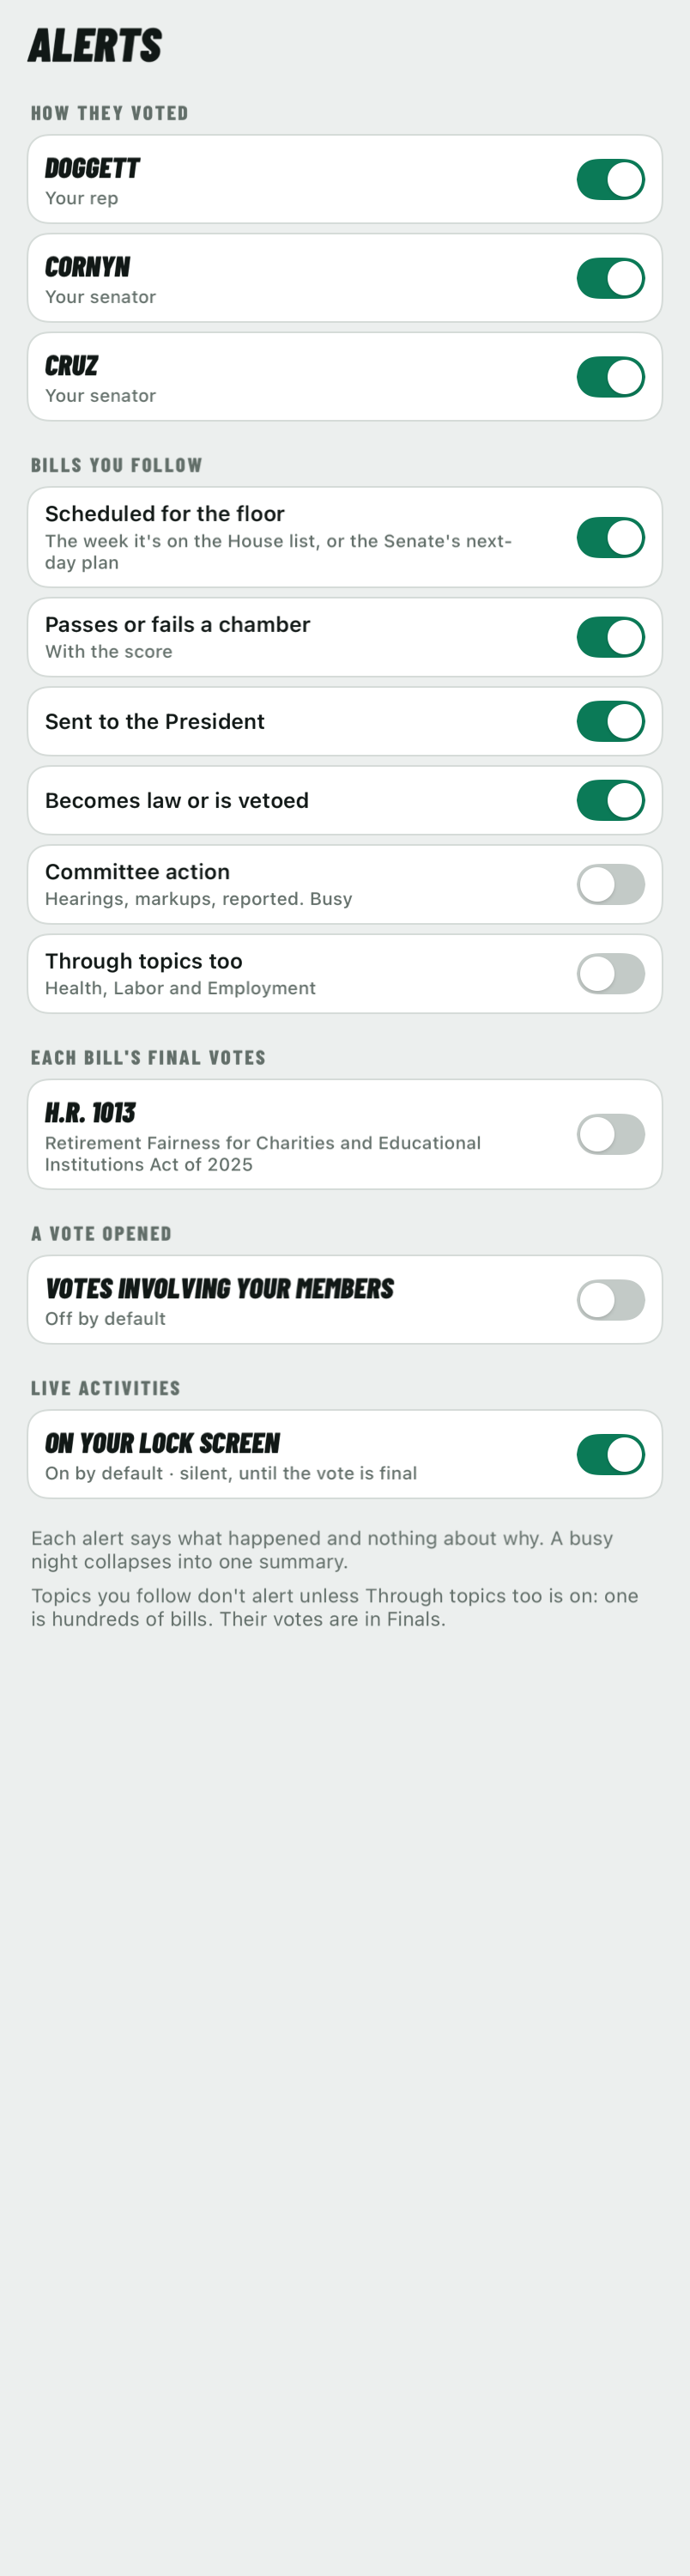 ALERTS
HOW THEY VOTED
DOGGETT
Your rep
CORNYN
Your senator
CRUZ
Your senator
BILLS YOU FOLLOW
Scheduled for the floor
The week it's on the House list, or the Senate's next-
day plan
Passes or fails a chamber
With the score
Sent to the President
Becomes law or is vetoed
Committee action
Hearings, markups, reported. Busy
Through topics too
Health, Labor and Employment
EACH BILL'S FINAL VOTES
H.R. 1013
Retirement Fairness for Charities and Educational
Institutions Act of 2025
A VOTE OPENED
VOTES INVOLVING YOUR MEMBERS
Off by default
LIVE ACTIVITIES
ON YOUR LOCK SCREEN
On by default · silent, until the vote is final
Each alert says what happened and nothing about why. A busy
night collapses into one summary.
Topics you follow don't alert unless Through topics too is on: one
is hundreds of bills. Their votes are in Finals.